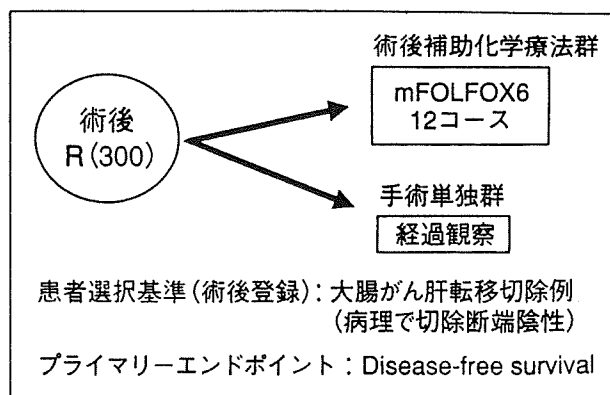 術後補助化学療法群
mFOLFOX6
12コース
術後
R(300)
手術単独群
経過観察
患者選択基準(術後登録):大腸がん肝転移切除例
(病理で切除断端陰性)
プライマリーエンドポイント:Disease-free survival